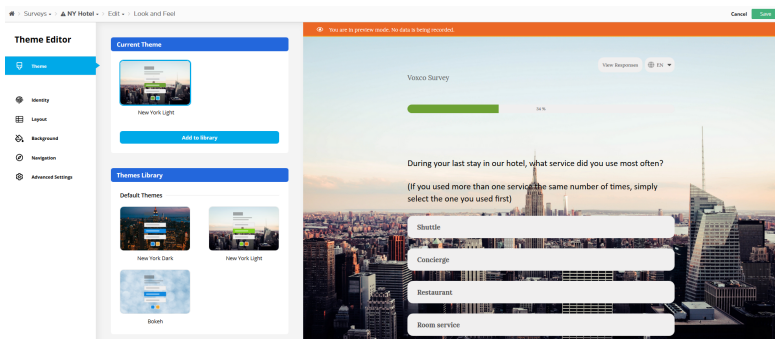 Surveys
NY Hotel
Edit
Look and Feel
Cancel
Save
Theme Editor
Theme
Identity
Layout
Background
Navigation
Advanced Settings
Current Theme
New York Light
Add to library
Themes Library
Default Themes
New York Dark
New York Light
Bokeh
You are in preview mode. No data is being recorded.
View Responses
EN
Voxco Survey
During your last stay in our hotel, what service did you use most often?
(If you used more than one service the same number of times, simply
select the one you used first)
Shuttle
Concierge
Restaurant
Room service